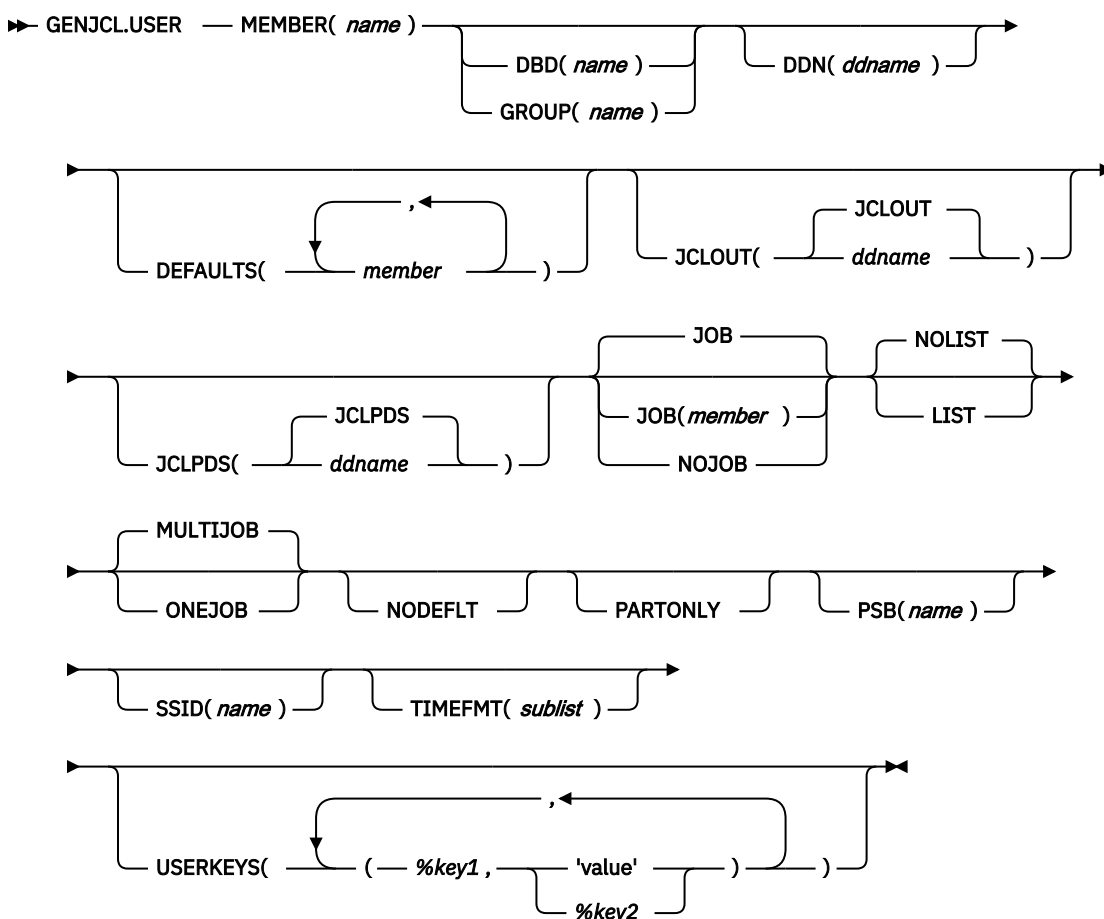 GENJCL.USER MEMBER( name )
DBD( name ) DDN( ddname )
GROUP( name )
, JCLOUT
DEFAULTS( member ) JCLOUT( ddname )
JOB NOLIST
JCLPDS JOB(member ) LIST
JCLPDS( ddname ) NOJOB
MULTIJOB
ONEJOB NODEFLT PARTONLY PSB(name )
SSID( name ) TIMEFMT( sublist )
,
USERKEYS( ( %key1 , 'value' ) )
%key2